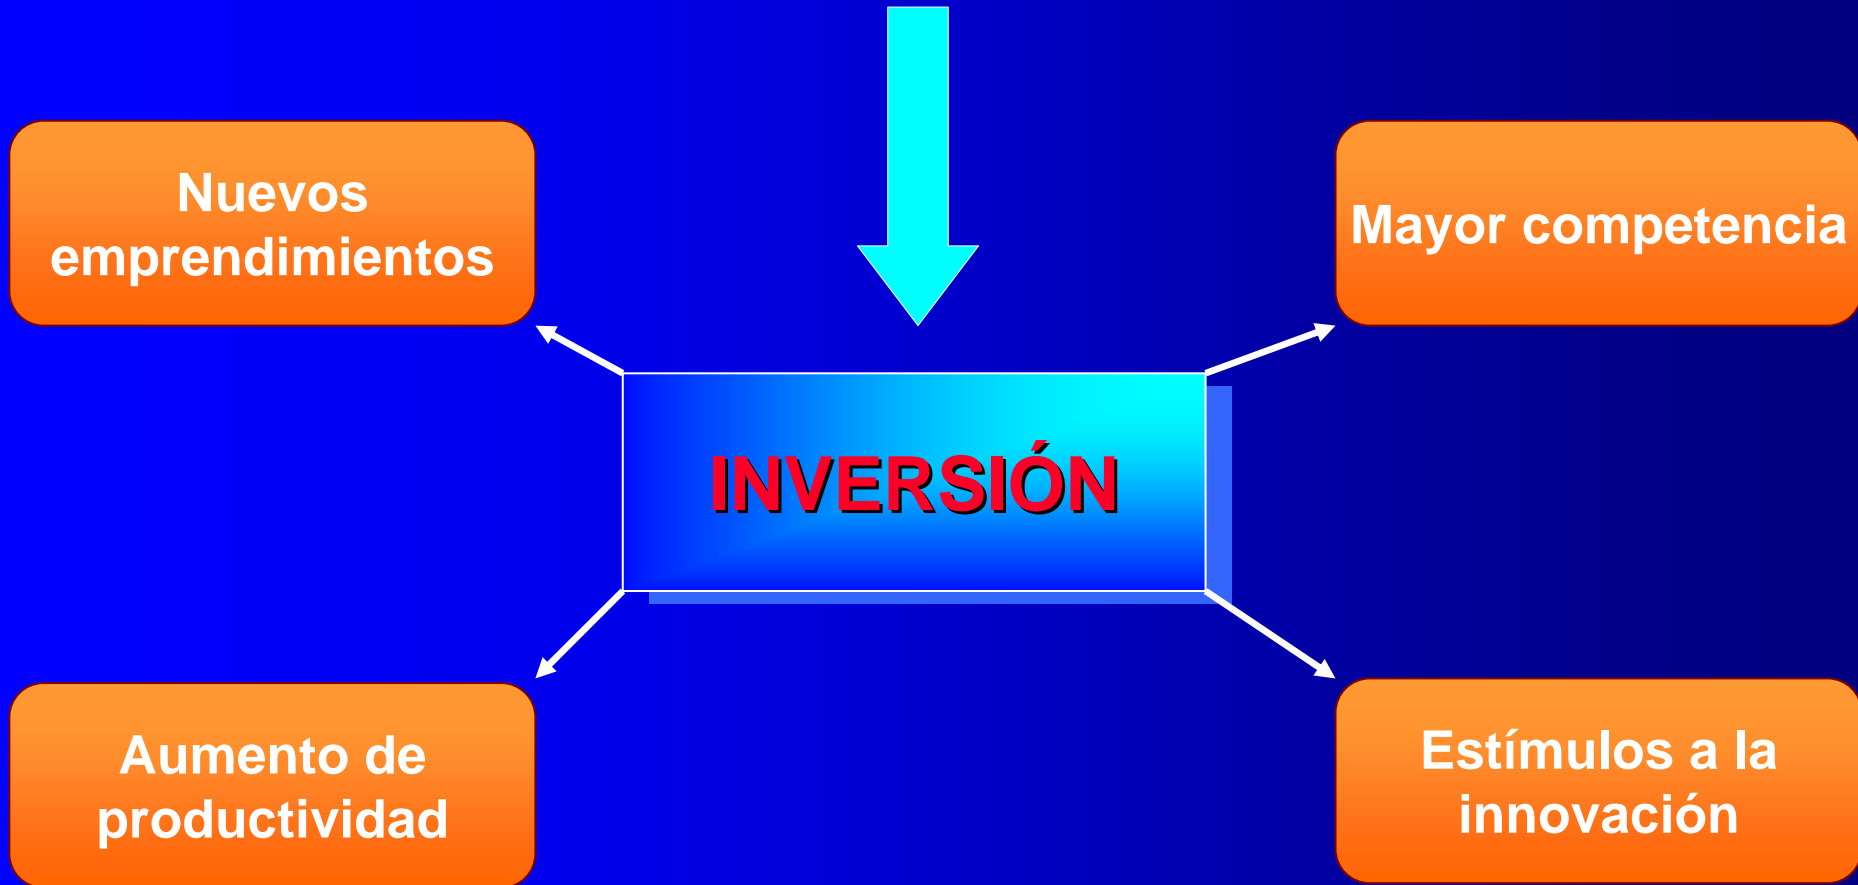 Nuevos
emprendimientos
Mayor competencia
INVERSIÓN
Aumento de
productividad
Estímulos a la
innovación